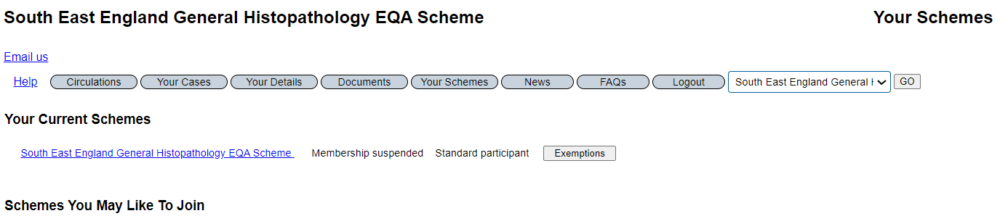 South East England General Histopathology EQA Scheme Your Schemes
Email us
Help Circulations Your Cases Your Details Documents Your Schemes News FAQs Logout South East England General GO
Your Current Schemes
South East England General Histopathology EQA Scheme Membership suspended Standard participant Exemptions
Schemes You May Like To Join